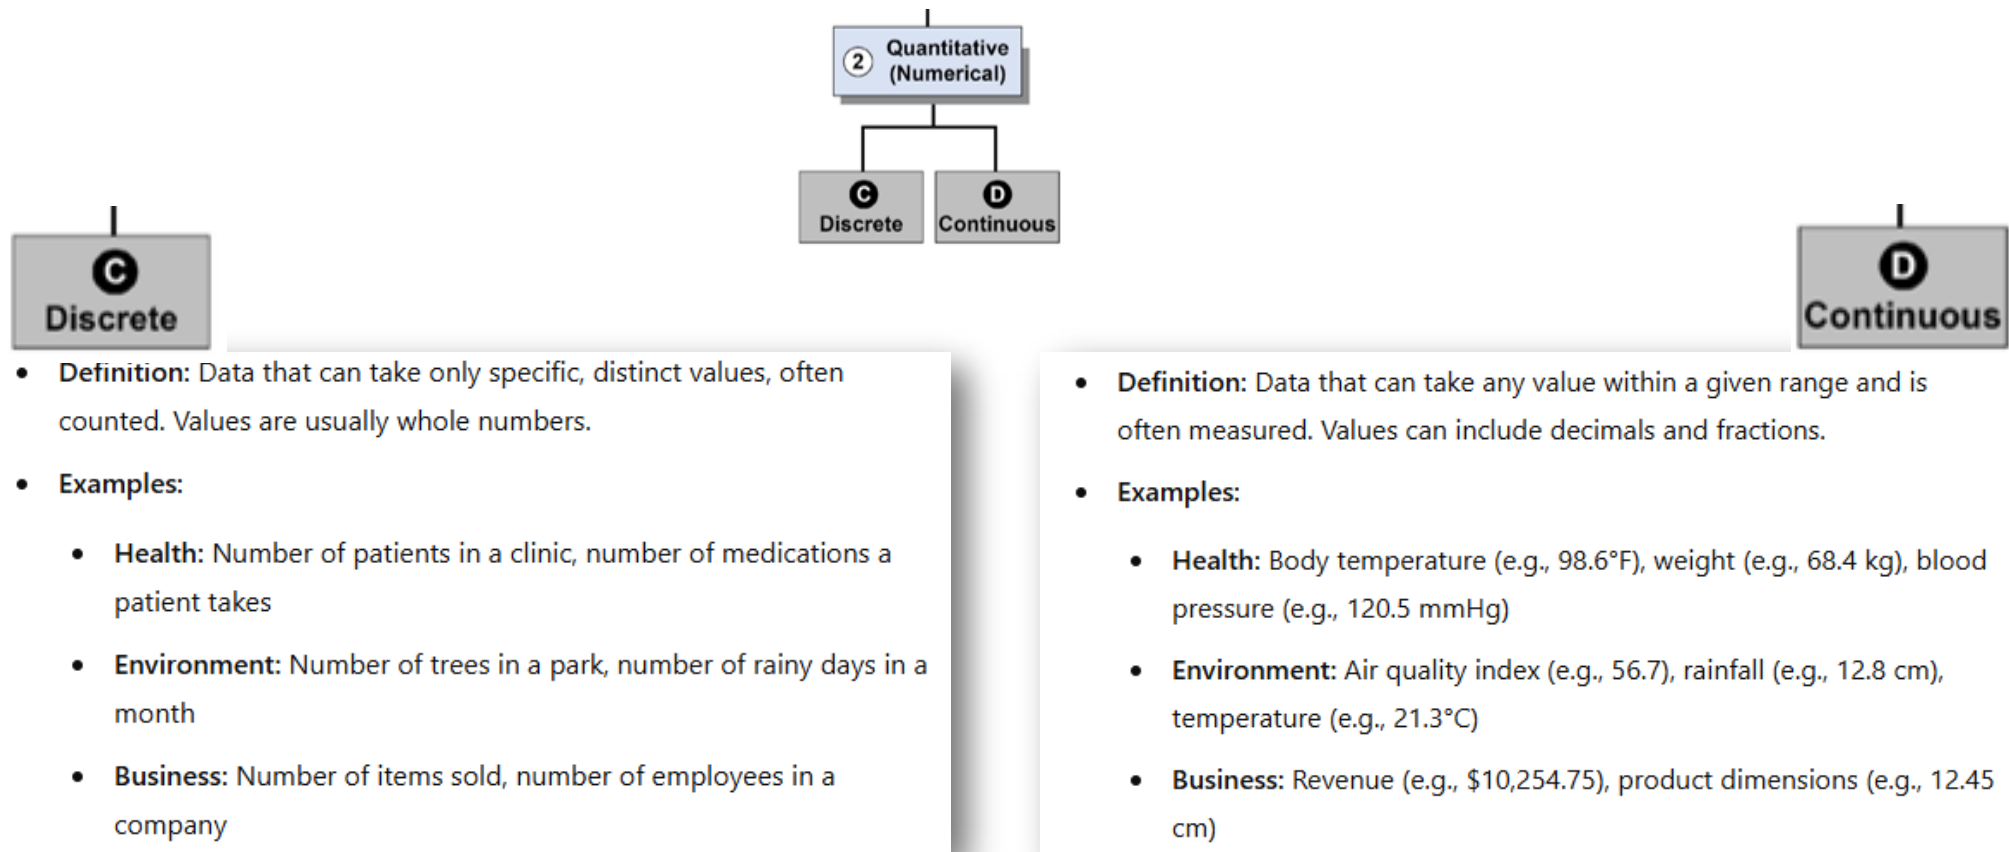 2 Quantitative
(Numerical)
C
Discrete
D
Continuous
C
Discrete
• Definition: Data that can take only specific, distinct values, often
counted. Values are usually whole numbers.
• Examples:
• Health: Number of patients in a clinic, number of medications a
patient takes
• Environment: Number of trees in a park, number of rainy days in a
month
• Business: Number of items sold, number of employees in a
company
D
Continuous
• Definition: Data that can take any value within a given range and is
often measured. Values can include decimals and fractions.
• Examples:
• Health: Body temperature (e.g., 98.6°F), weight (e.g., 68.4 kg), blood
pressure (e.g., 120.5 mmHg)
• Environment: Air quality index (e.g., 56.7), rainfall (e.g., 12.8 cm),
temperature (e.g., 21.3°C)
• Business: Revenue (e.g., $10,254.75), product dimensions (e.g., 12.45
cm)